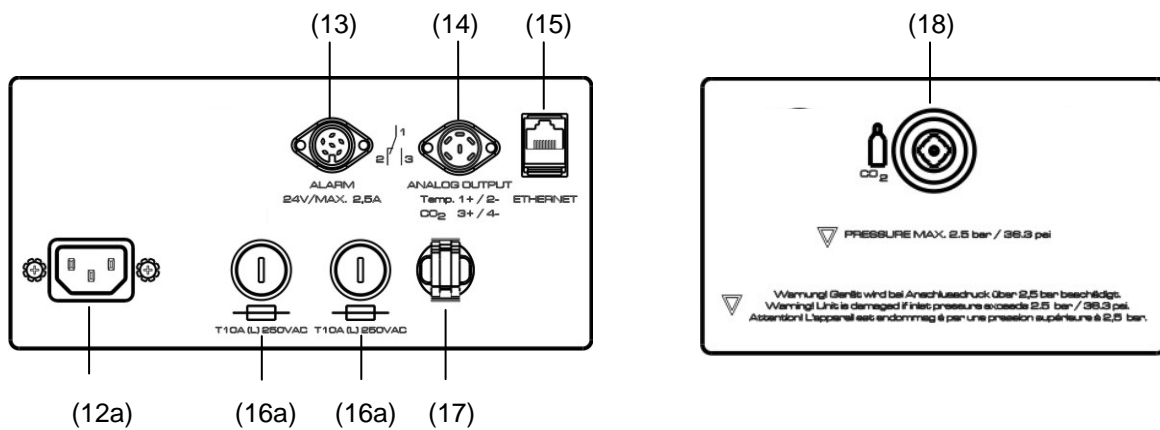 (13) (14) (15) (18)
1
2 3
ALARM
24V/MAX. 2,5A
ANALOG OUTPUT
Temp. 1+ / 2-
CO2 3+ / 4-
ETHERNET
T10A (L) 250VAC
T10A (L) 250VAC
(12a) (16a) (16a) (17)
CO2
PRESSURE MAX. 2.5 bar / 36.3 psi
Warnung! Gerät wird bei Anschlussdruck über 2,5 bar beschädigt.
Warning! Unit is damaged if inlet pressure exceeds 2.5 bar / 36.3 psi.
Attention! L'appareil est endommag é par une pression supérieure à 2,5 bar.